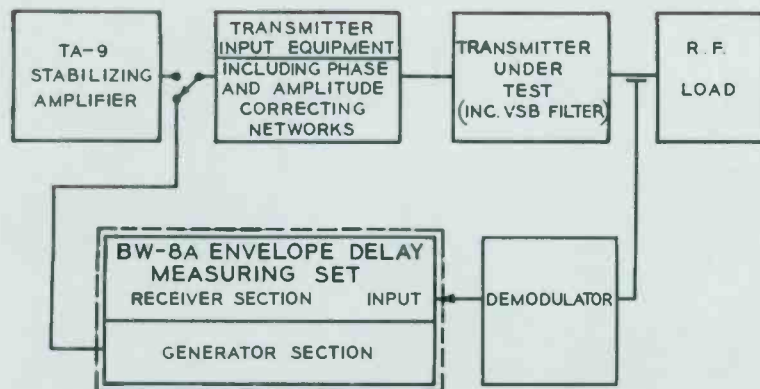 TA-9
STABILIZING
AMPLIFIER
TRANSMITTER
INPUT EQUIPMENT
INCLUDING PHASE
AND AMPLITUDE
CORRECTING
NETWORKS
TRANSMITTER
UNDER
TEST
(INC. VSB FILTER)
R.F.
LOAD
BW-8A ENVELOPE DELAY
MEASURING SET
RECEIVER SECTION INPUT
GENERATOR SECTION
DEMODULATOR